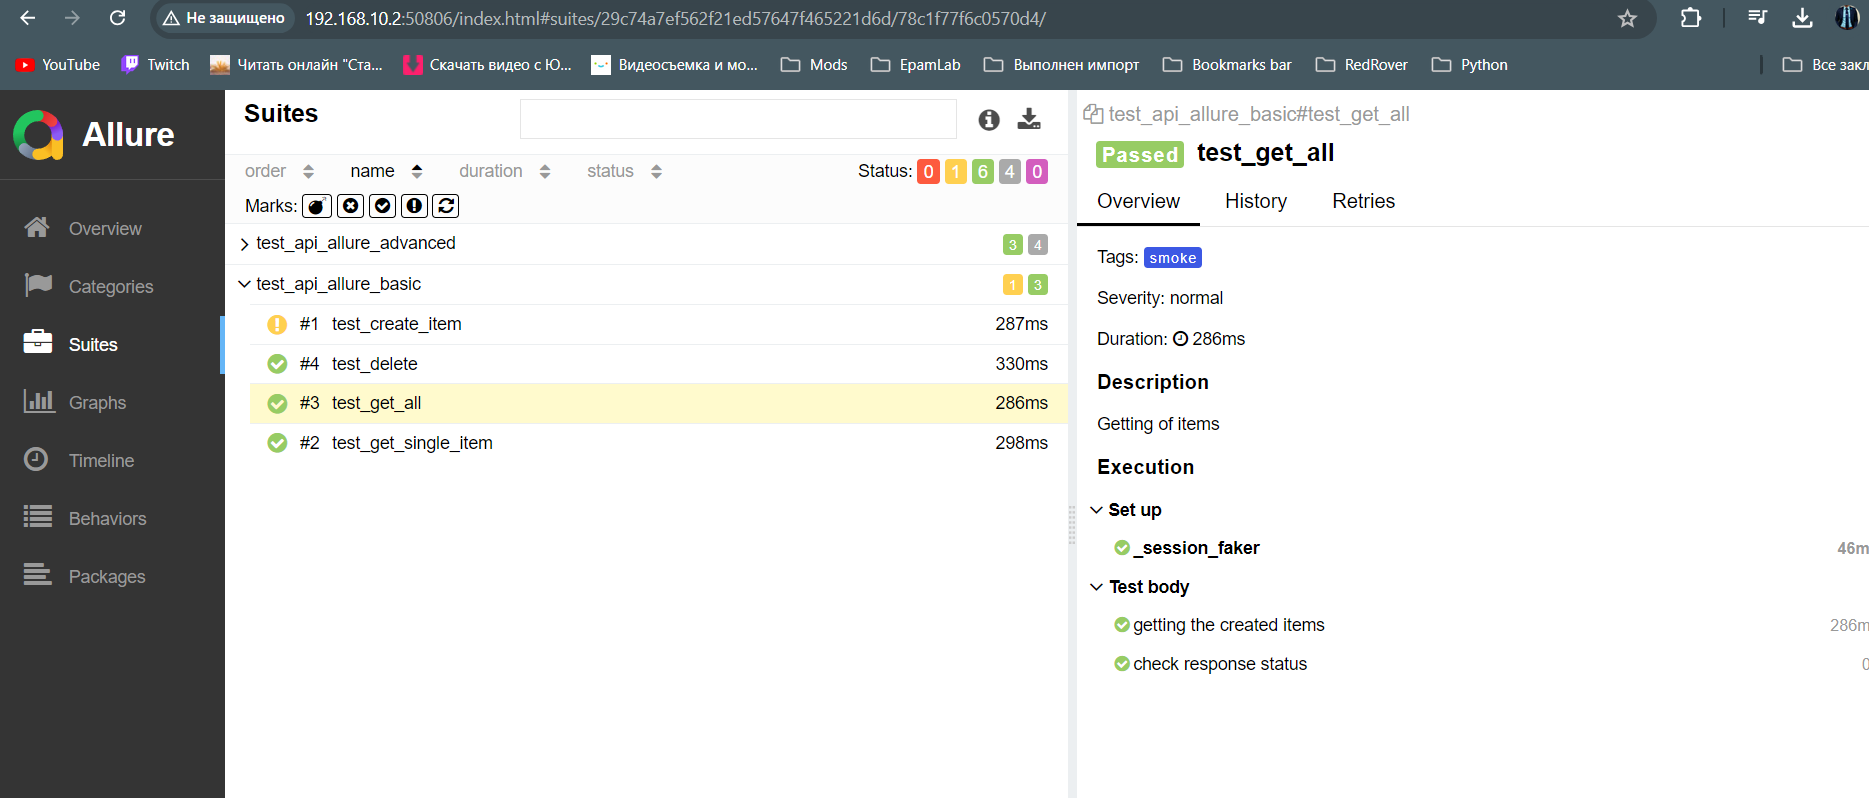 Не защищено 192.168.10.2:50806/index.html#suites/29c74a7ef562f21ed57647f465221d6d/78c1f77f6c0570d4/
YouTube Twitch Читать онлайн "Ста... Скачать видео с Ю... Видеосъемка и мо... Mods EpamLab Выполнен импорт Bookmarks bar RedRover Python Все закл
Allure
Overview
Categories
Suites
Graphs
Timeline
Behaviors
Packages
Suites
order name duration status Status: 0 1 6 4 0
Marks:
test_api_allure_advanced 3 4
test_api_allure_basic 1 3
#1 test_create_item 287ms
#4 test_delete 330ms
#3 test_get_all 286ms
#2 test_get_single_item 298ms
test_api_allure_basic#test_get_all
Passed test_get_all
Overview History Retries
Tags: smoke
Severity: normal
Duration: 286ms
Description
Getting of items
Execution
Set up
_session_faker 46m
Test body
getting the created items 286m
check response status 0